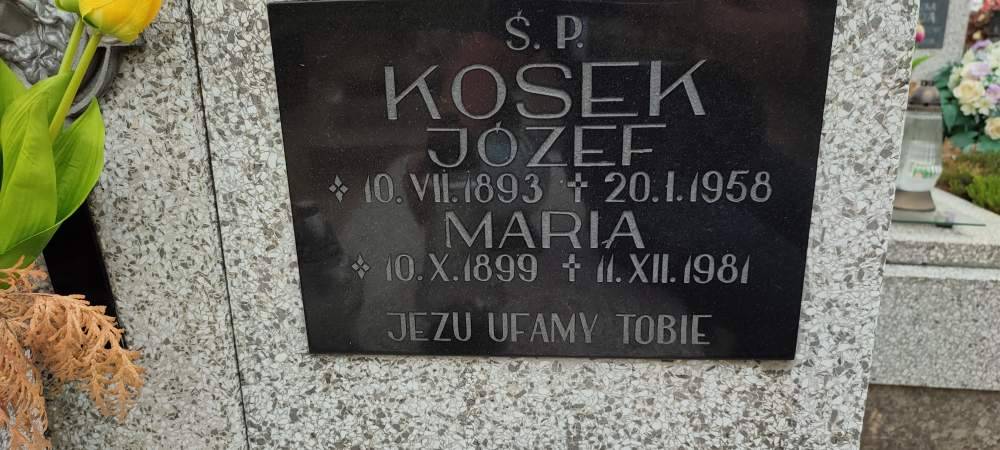 Ś. P.
KOSEK
JÓZEF
10. VII. 1893 ✝ 20. I. 1958
MARIA
10. X. 1899 ✝ 11. XII. 1981
JEZU UFAMY TOBIE